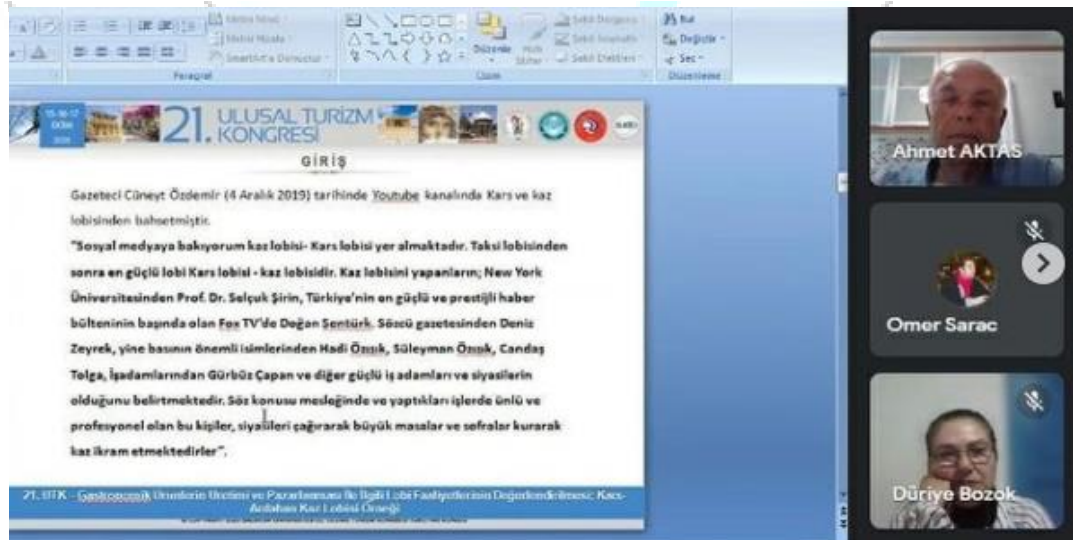 Paragraf
Çizim
Düzenleme
Düzenle
Bul
Değiştir
Seç
15-16-17
EKİM
21. ULUSAL TURİZM
KONGRESİ
GİRİŞ
Gazeteci Cüneyt Özdemir (4 Aralık 2019) tarihinde Youtube kanalında Kars ve kaz
lobisinden bahsetmiştir.
"Sosyal medyaya bakıyorum kaz lobisi- Kars lobisi yer almaktadır. Taksi lobisinden
sonra en güçlü lobi Kars lobisi - kaz lobisidir. Kaz lobisini yapanların; New York
Üniversitesinden Prof. Dr. Selçuk Şirin, Türkiye'nin en güçlü ve prestijli haber
bülteninin başında olan Fox TV'de Doğan Şentürk. Sözcü gazetesinden Deniz
Zeyrek, yine basının önemli isimlerinden Hadi Özışık, Süleyman Özışık, Candaş
Tolga, İşadamlarından Gürbüz Çapan ve diğer güçlü iş adamları ve siyasilerin
olduğunu belirtmektedir. Söz konusu mesleğinde ve yaptıkları işlerde ünlü ve
profesyonel olan bu kişiler, siyasileri çağırarak büyük masalar ve sofralar kurarak
kaz ikram etmektedirler".
21. UTK – Gastronomik Ürünlerin Üretimi ve Pazarlanması ile İlgili Lobi Faaliyetlerinin Değerlendirilmesi: Kars-
Ardahan Kaz Lobisi Örneği
Ahmet AKTAS
Omer Sarac
Düriye Bozok